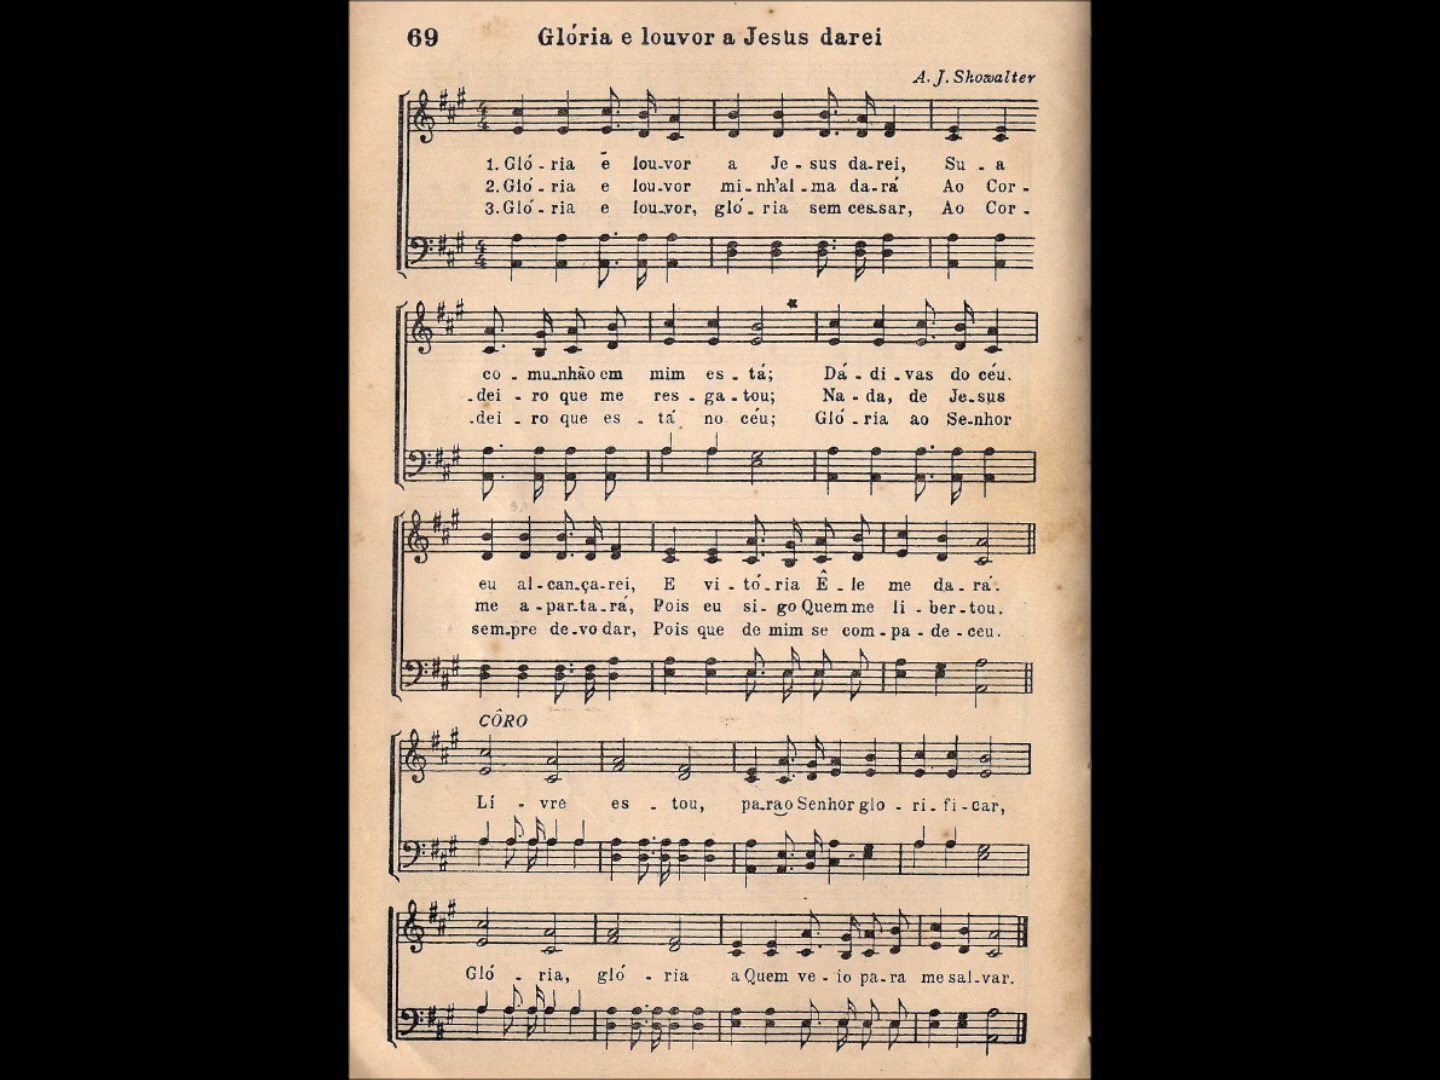 69 Glória e louvor a Jesus darei
A. J. Showalter
1. Gló - ria e lou-vor a Je - sus da-rei, Su - a
2. Gló - ria e lou-vor mi-nh'al-ma da-rá Ao Cor -
3. Gló - ria e lou-vor, gló - ria sem ces-sar, Ao Cor -
co - mu-nhão em mim es - tá; Dá - di - vas do céu.
-dei - ro que me res - ga - tou; Na - da, de Je-sus
-dei - ro que es - tá no céu; Gló - ria ao Se-nhor
eu al-can-ça-rei, E vi - tó - ria Ê - le me da - rá.
me a-par-ta-rá, Pois eu si - go Quem me li - ber-tou.
sem-pre de-vo dar, Pois que de mim se com-pa-de-ceu.
CÔRO
Li - vre es - tou, pa-ra o Senhor glo - ri - fi - car,
Gló - ria, gló - ria a Quem ve - io pa-ra me sal-var.